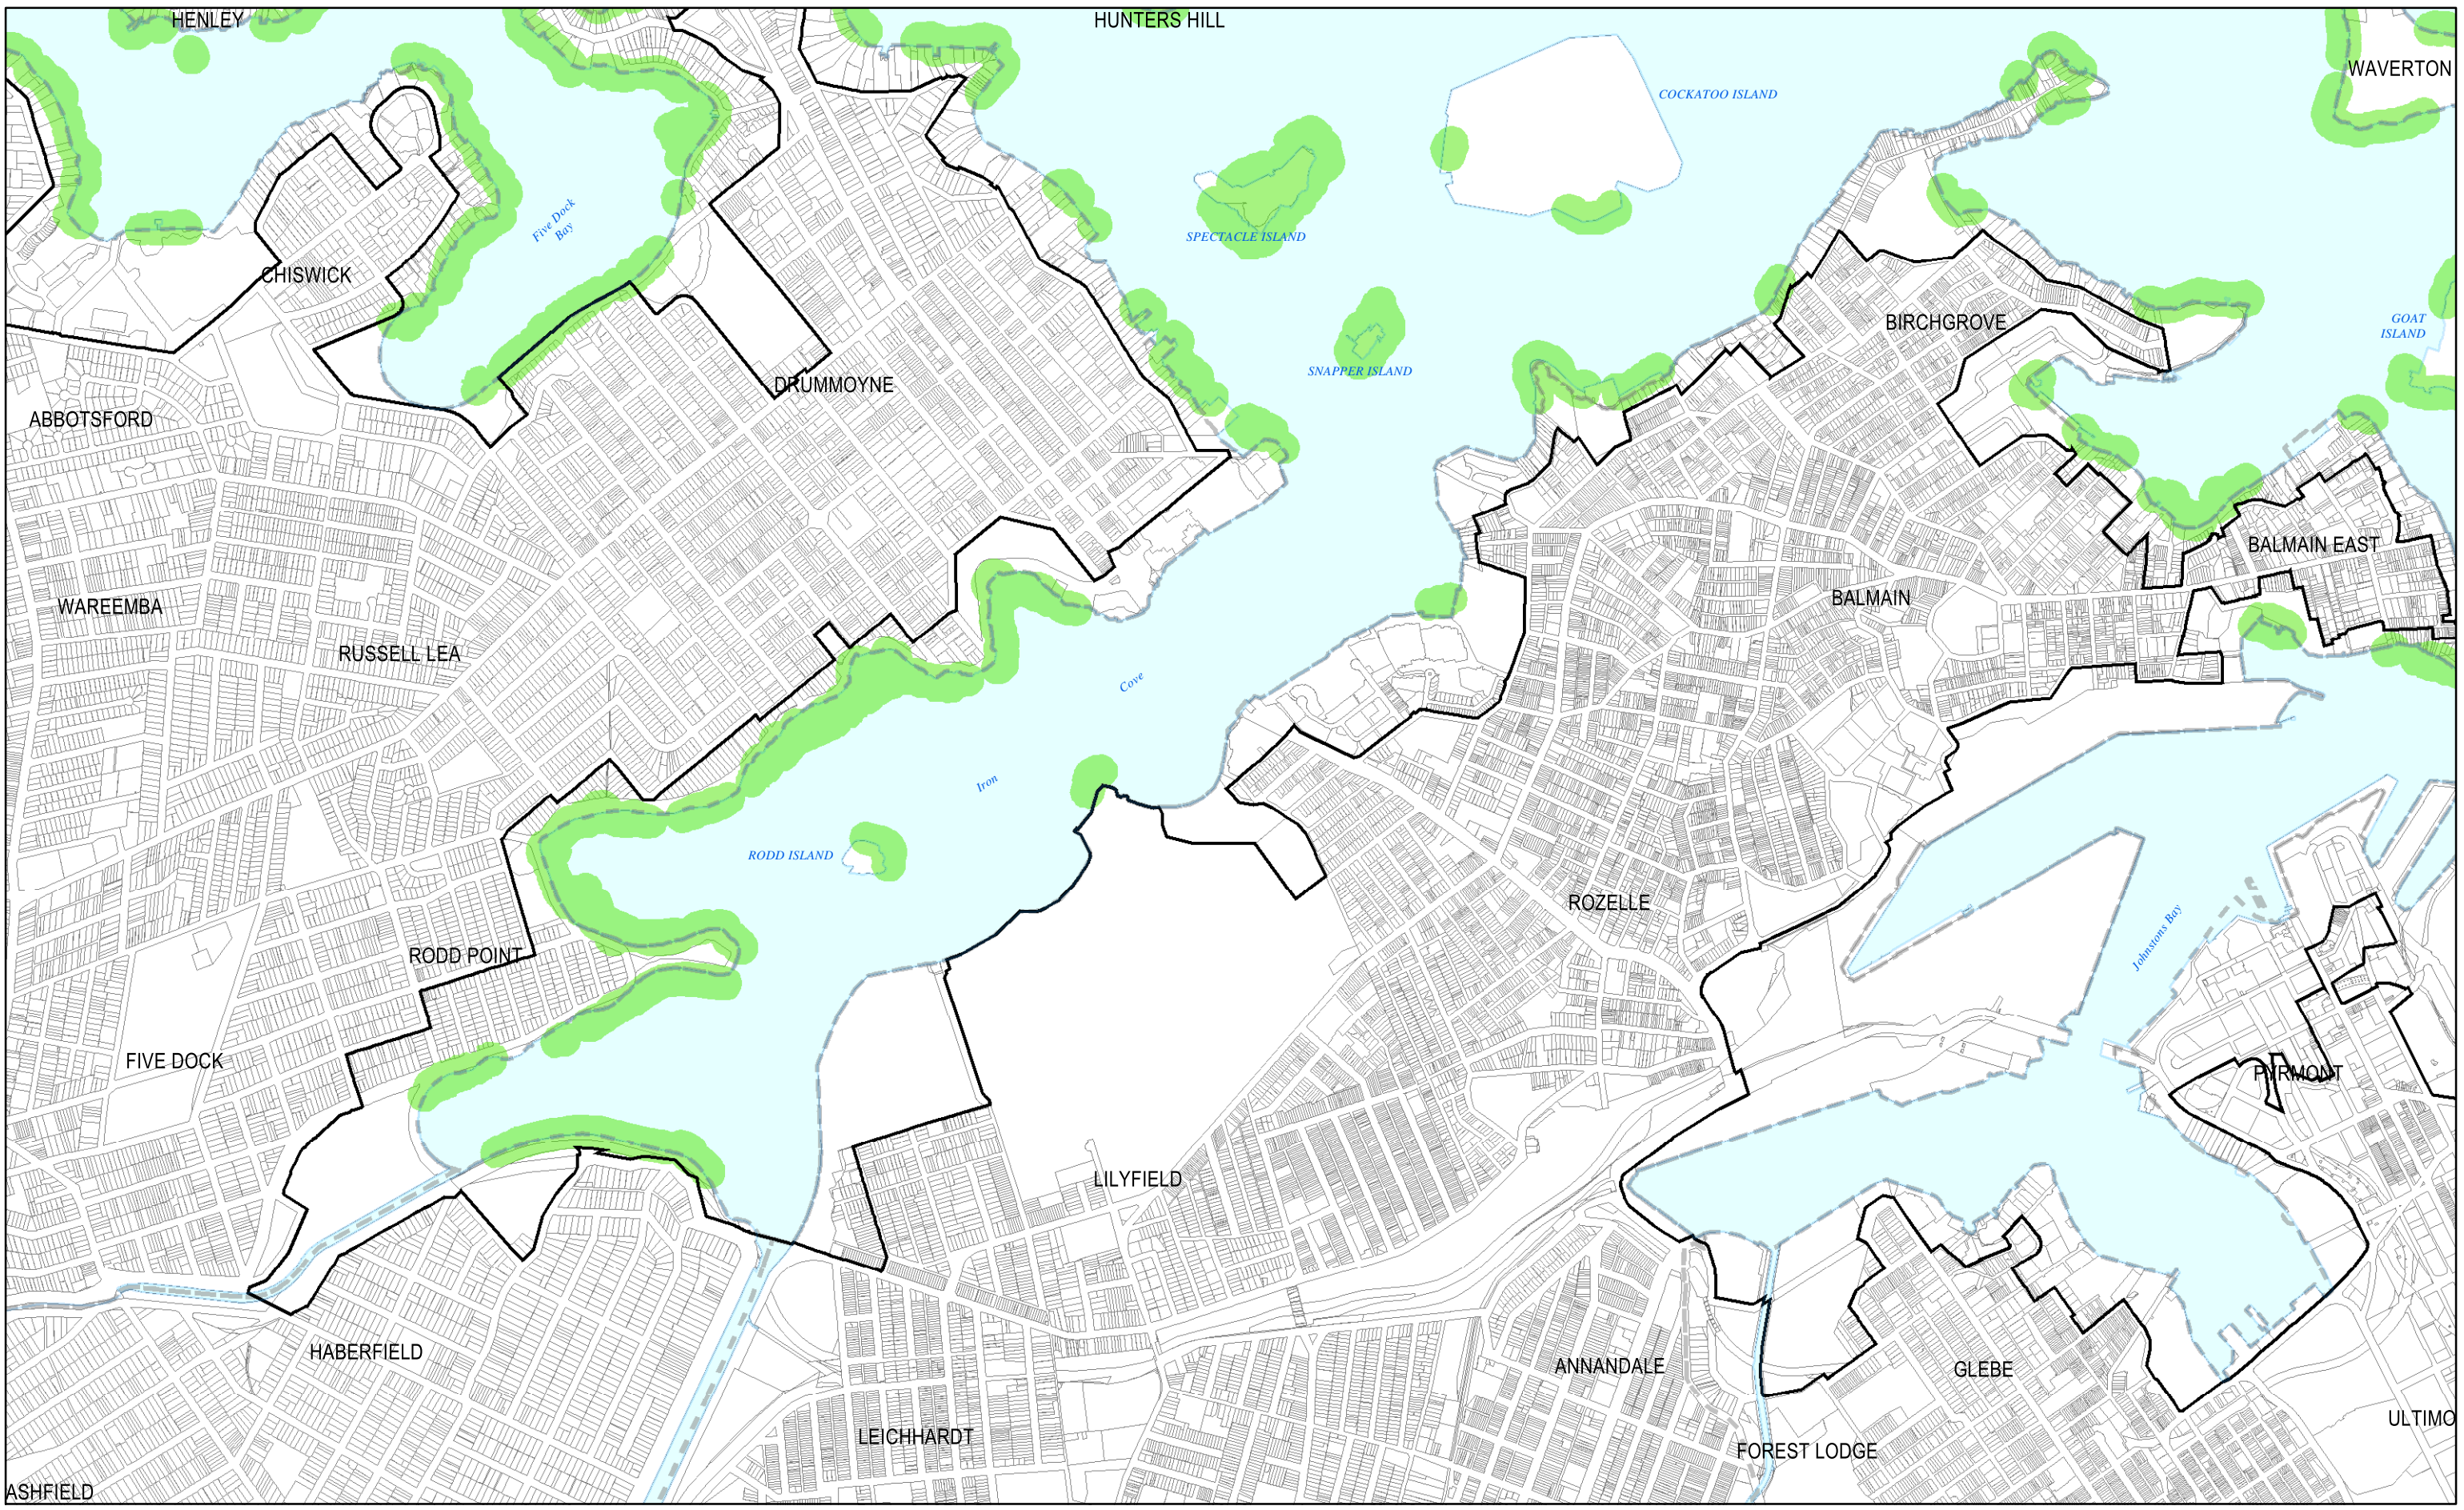 HENLEY
HUNTERS HILL
WAVERTON
COCKATOO ISLAND
Five Dock
Bay
SPECTACLE ISLAND
CHISWICK
BIRCHGROVE
GOAT
ISLAND
SNAPPER ISLAND
DRUMMOYNE
ABBOTSFORD
BALMAIN EAST
WAREEMBA
BALMAIN
RUSSELL LEA
Cove
Iron
RODD ISLAND
ROZELLE
Johnstons Bay
RODD POINT
FIVE DOCK
PYRMONT
LILYFIELD
HABERFIELD
ANNANDALE
GLEBE
ULTIMO
LEICHHARDT
FOREST LODGE
ASHFIELD